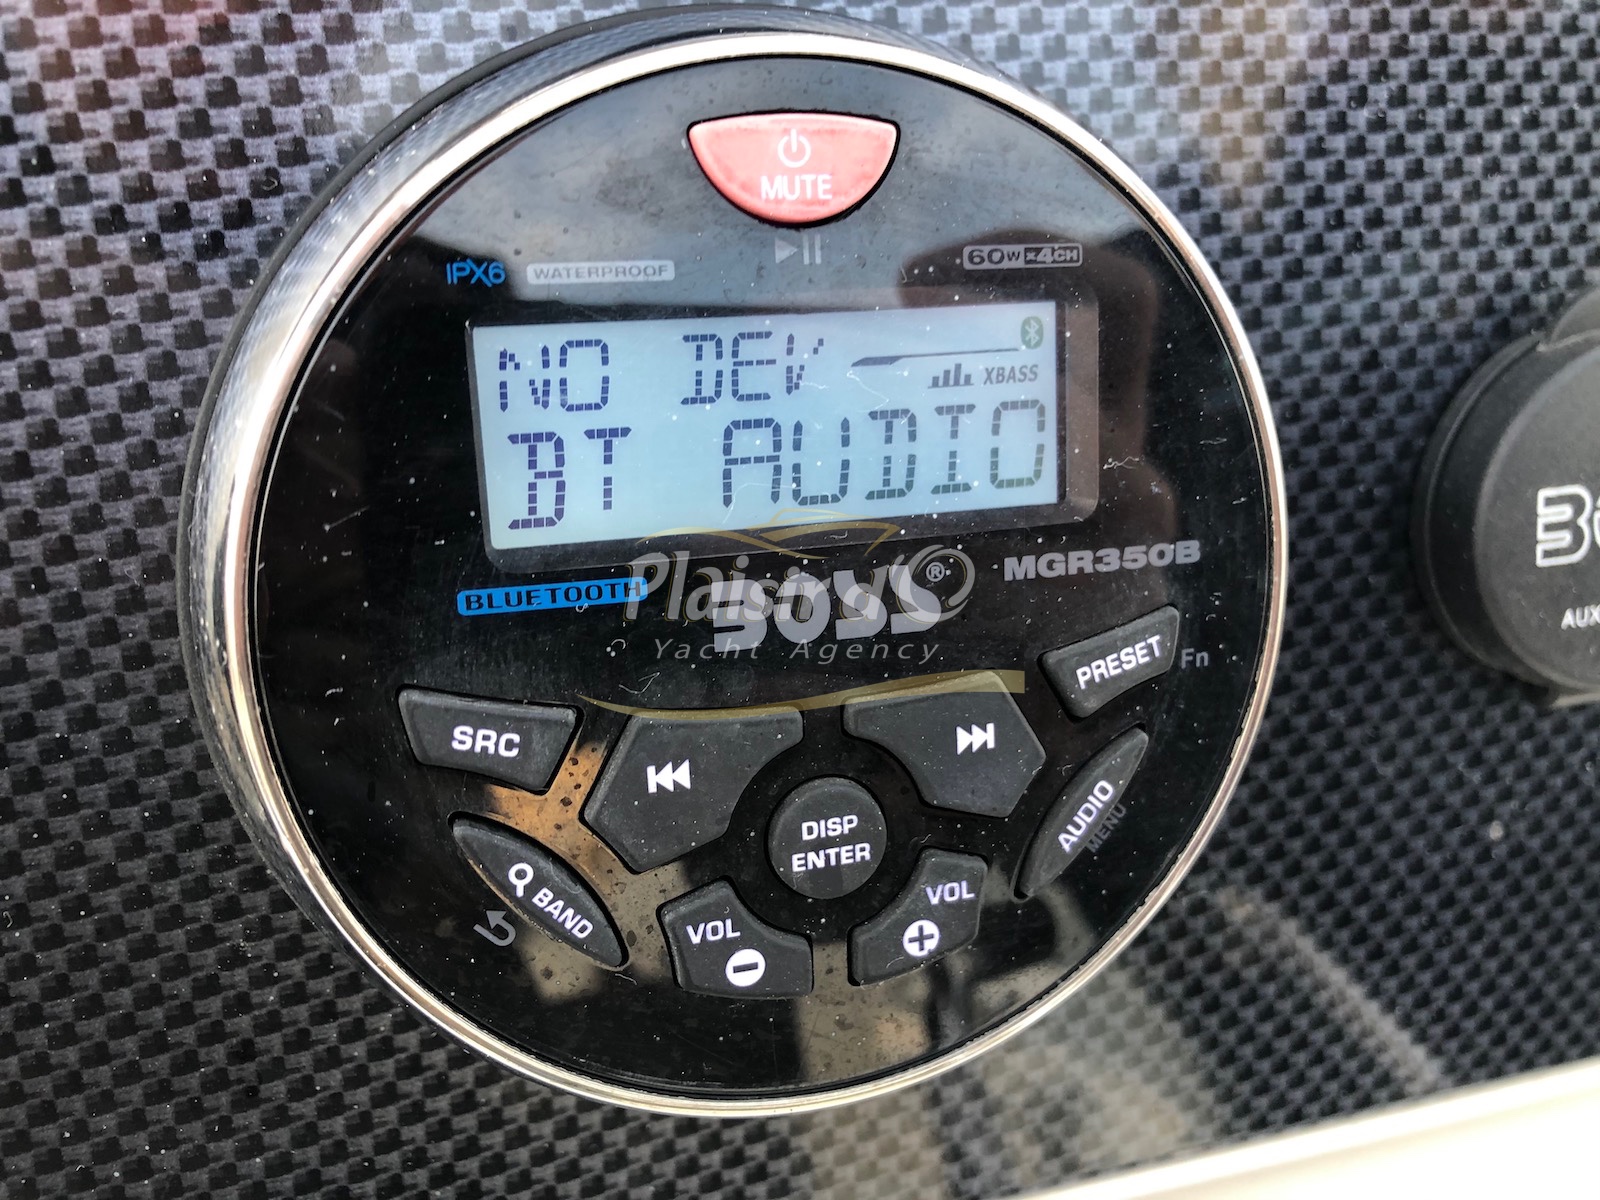 MUTE
IPX6 WATERPROOF
60W x4CH
NO DEV
XBASS
BT AUDIO
BLUETOOTH
BOSS®
MGR350B
Plaisir
Yacht Agency
PRESET
Fn
SRC
AUDIO
MENU
DISP
ENTER
BAND
VOL
VOL
AUX